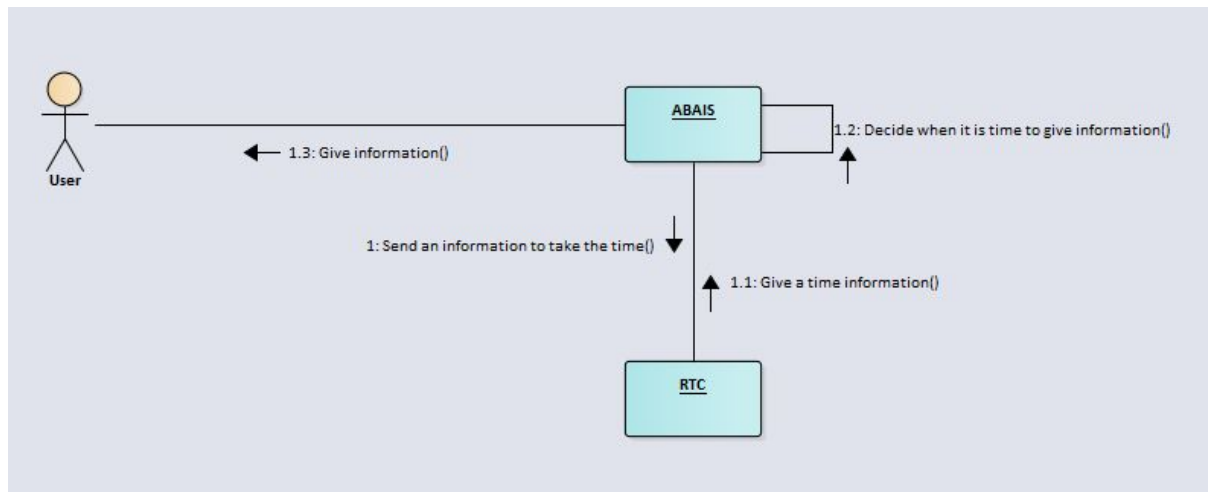 ABAIS
1.2: Decide when it is time to give information()
1.3: Give information()
User
1: Send an information to take the time()
1.1: Give a time information()
RTC